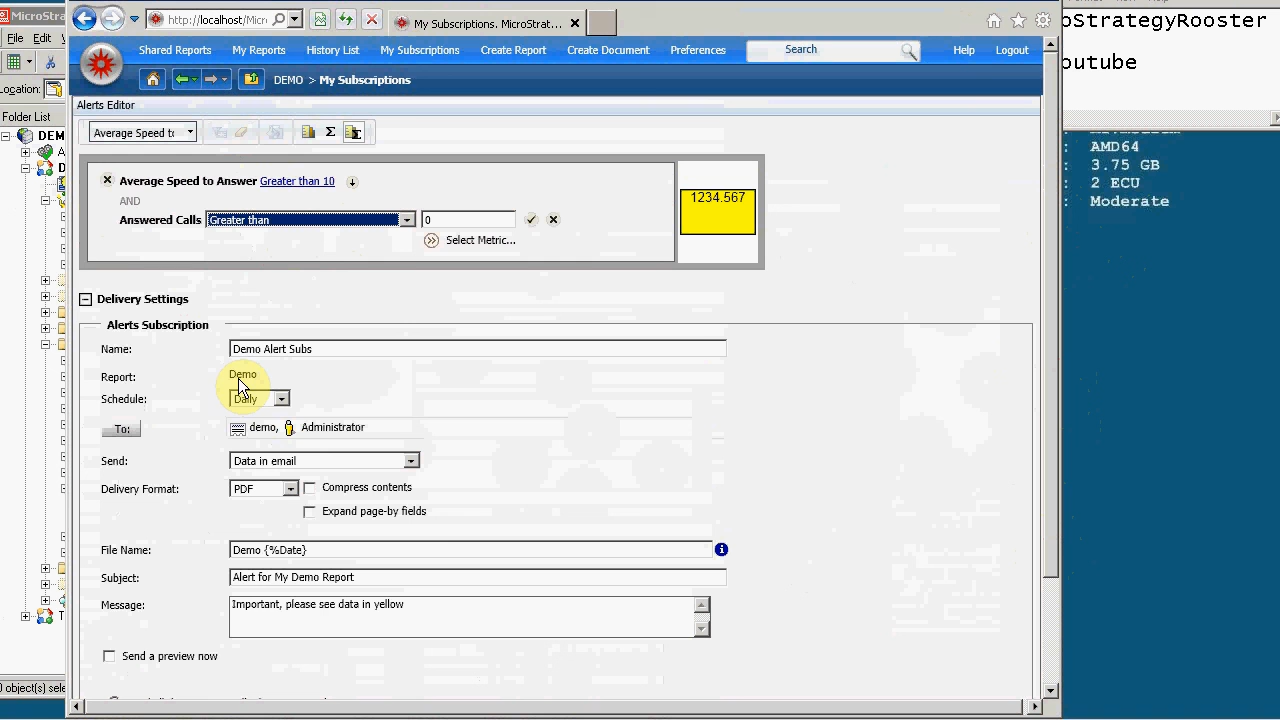 MicroStra
http://localhost/Micr
My Subscriptions. MicroStrat...
oStrategyRooster
File Edit
Shared Reports My Reports History List My Subscriptions Create Report Create Document Preferences Search Help Logout
outube
DEMO > My Subscriptions
Location:
Alerts Editor
Folder List
Average Speed to
DEM
AMD64
: 3.75 GB
: 2 ECU
: Moderate
Average Speed to Answer Greater than 10
AND
Answered Calls Greater than 0
Select Metric...
1234.567
Delivery Settings
Alerts Subscription
Name: Demo Alert Subs
Report: Demo
Schedule: Daily
To: demo, Administrator
Send: Data in email
Delivery Format: PDF Compress contents
Expand page-by fields
File Name: Demo {%Date}
Subject: Alert for My Demo Report
Message: Important, please see data in yellow
Send a preview now
object(s) sele